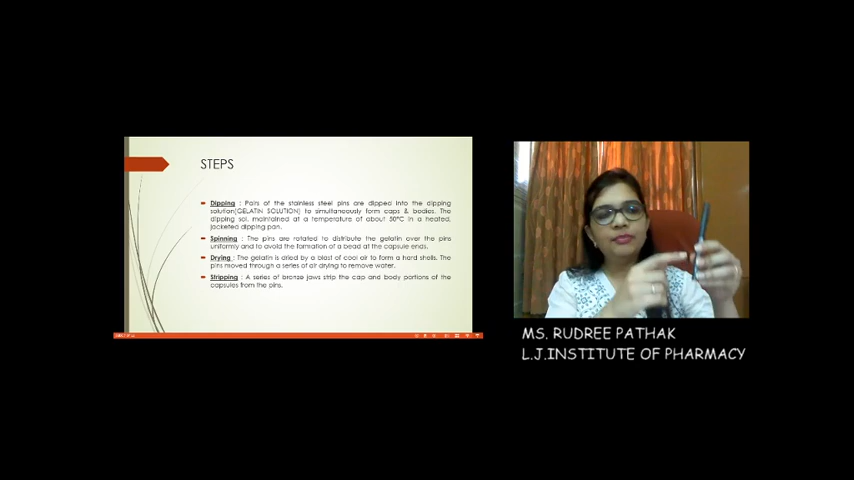 STEPS
Dipping : Pairs of the stainless steel pins are dipped into the dipping
solution(GELATIN SOLUTION) to simultaneously form caps & bodies. The
dipping sol. maintained at a temperature of about 50°C in a heated,
jacketed dipping pan.
Spinning : The pins are rotated to distribute the gelatin over the pins
uniformly and to avoid the formation of a bead at the capsule ends.
Drying : The gelatin is dried by a blast of cool air to form a hard shells. The
pins moved through a series of air drying to remove water.
Stripping : A series of bronze jaws strip the cap and body portions of the
capsules from the pins.
MS. RUDREE PATHAK
L.J.INSTITUTE OF PHARMACY